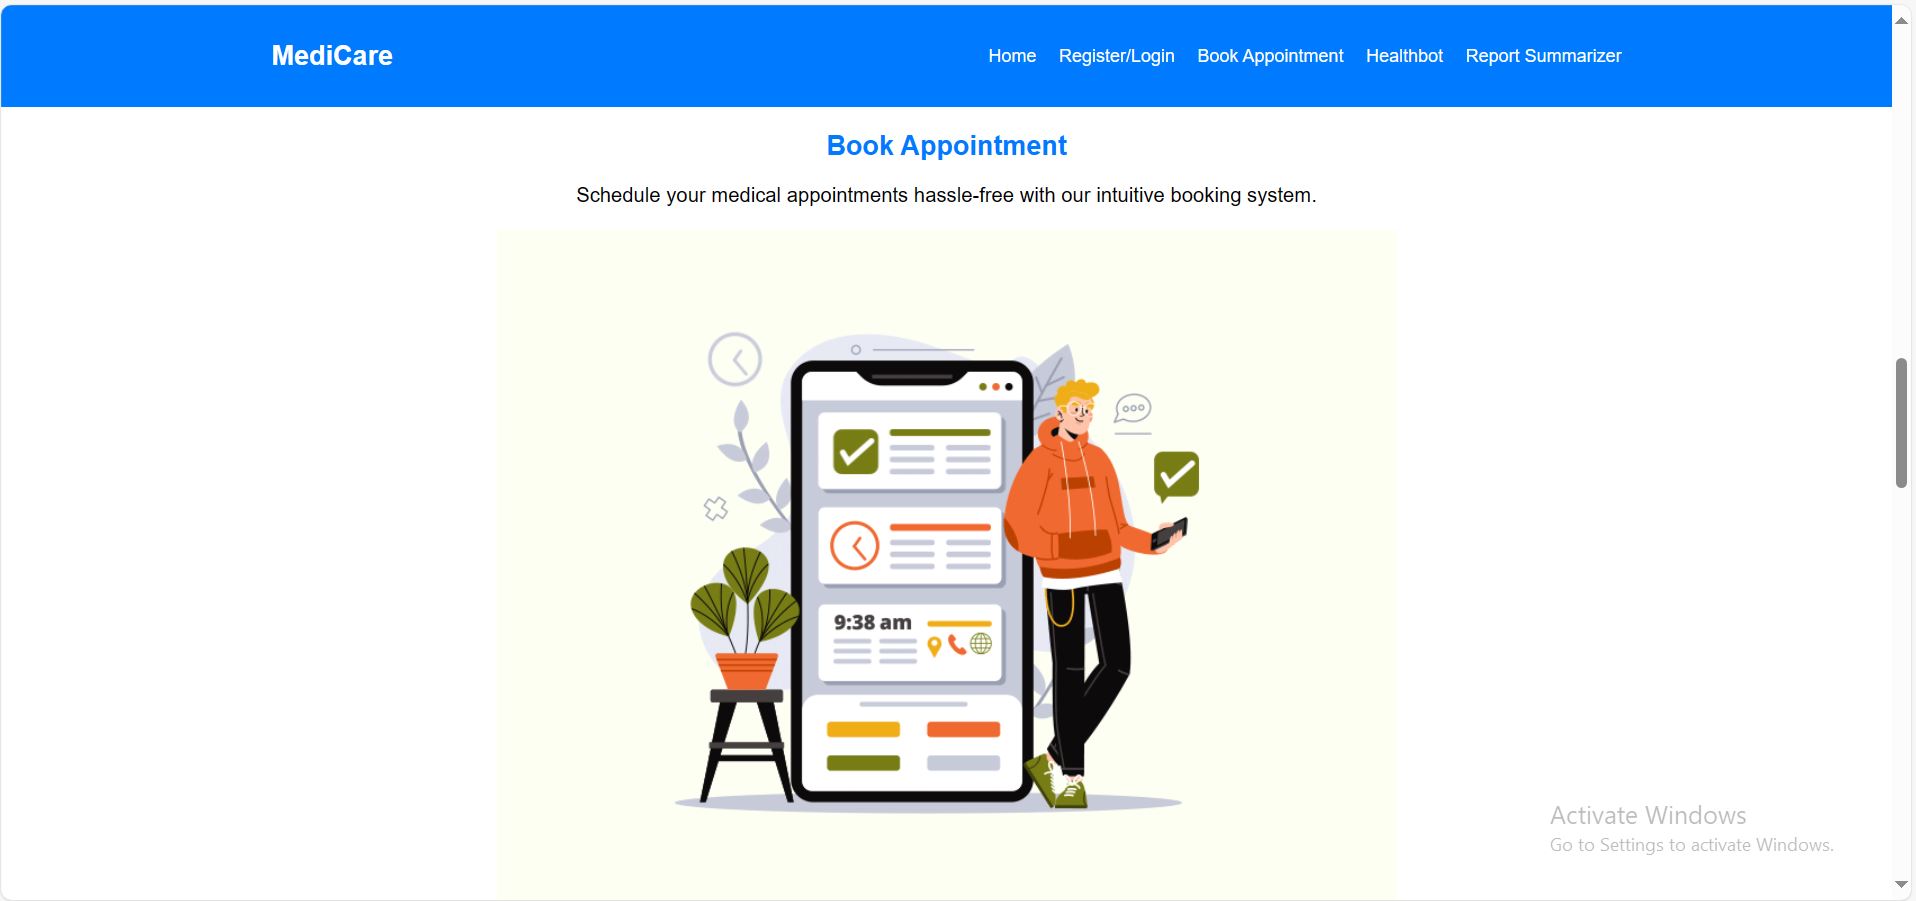 MediCare
Home Register/Login Book Appointment Healthbot Report Summarizer
Book Appointment
Schedule your medical appointments hassle-free with our intuitive booking system.
9:38 am
Activate Windows
Go to Settings to activate Windows.